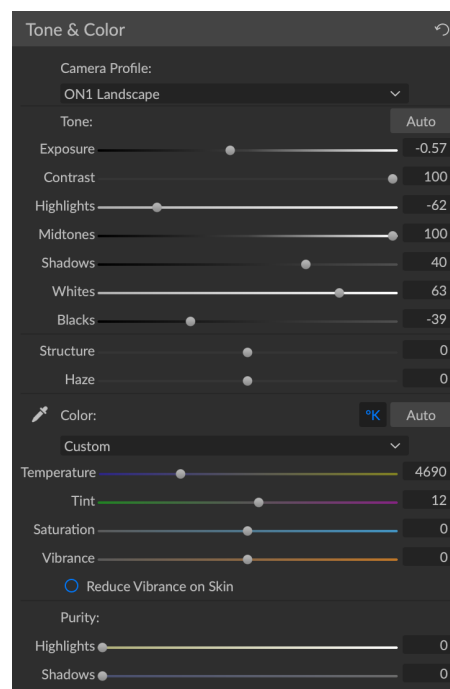 Tone & Color
Camera Profile:
ON1 Landscape
Tone: Auto
Exposure -0.57
Contrast 100
Highlights -62
Midtones 100
Shadows 40
Whites 63
Blacks -39
Structure 0
Haze 0
Color: °K Auto
Custom
Temperature 4690
Tint 12
Saturation 0
Vibrance 0
Reduce Vibrance on Skin
Purity:
Highlights 0
Shadows 0